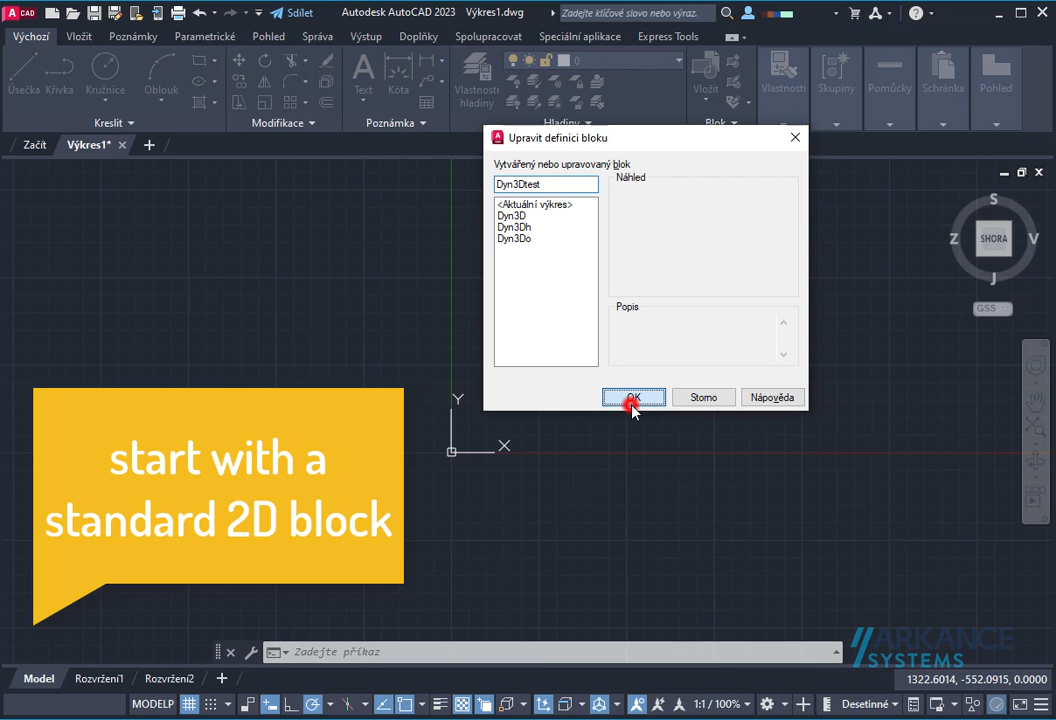 CAD
Sdílet
Autodesk AutoCAD 2023
Výkres1.dwg
Zadejte klíčové slovo nebo výraz.
Výchozí
Vložit
Poznámky
Parametrické
Pohled
Správa
Výstup
Doplňky
Spolupracovat
Speciální aplikace
Express Tools
Úsečka
Křivka
Kružnice
Oblouk
Text
Kóta
Vlastnosti
hladiny
0
Vložit
Vlastnosti
Skupiny
Pomůcky
Schránka
Pohled
Kreslit
Modifikace
Poznámka
Hladiny
Blok
Začít
Výkres1*
Upravit definici bloku
Vytvářený nebo upravovaný blok
Dyn3Dtest
<Aktuální výkres>
Dyn3D
Dyn3Dh
Dyn3Do
Náhled
Popis
OK
Storno
Nápověda
S
Z
SHORA
V
J
GSS
Y
X
start with a
standard 2D block
Zadejte příkaz
ARKANCE
SYSTEMS
Model
Rozvržení1
Rozvržení2
1322.6014, -552.0915, 0.0000
MODELP
1:1 / 100%
Desetinné